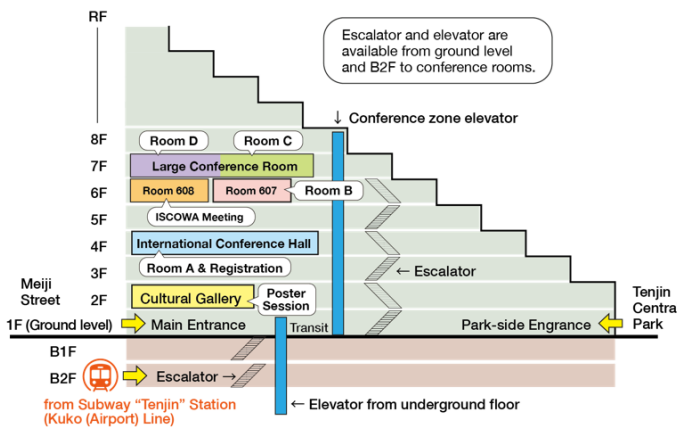 RF
Escalator and elevator are
available from ground level
and B2F to conference rooms.
↓ Conference zone elevator
8F
Room D
Room C
7F
Large Conference Room
6F
Room 608
Room 607
Room B
5F
ISCOWA Meeting
4F
International Conference Hall
3F
Room A & Registration
← Escalator
Meiji
Street
2F
Cultural Gallery
Poster
Session
Tenjin
Centra
Park
1F (Ground level)
Main Entrance
Transit
Park-side Engrance
B1F
B2F
Escalator →
from Subway “Tenjin” Station
(Kuko (Airport) Line)
← Elevator from underground floor